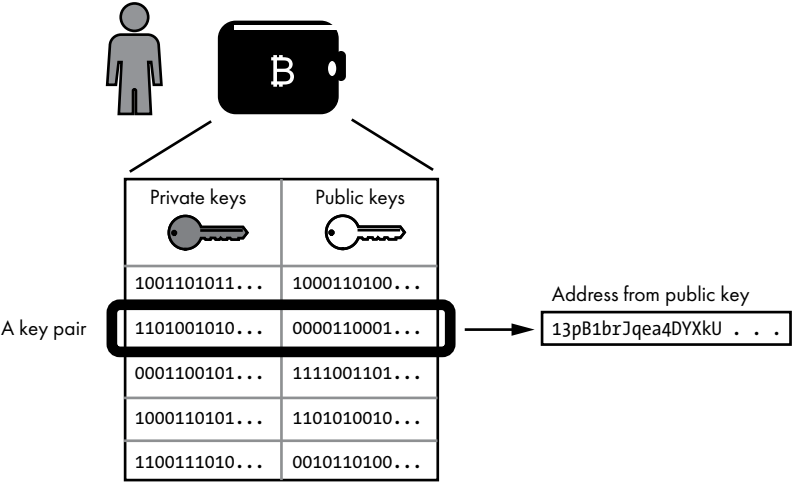 ₿
Private keys Public keys
1001101011... 1000110100...
Address from public key
A key pair 1101001010... 0000110001... 13pB1brJqea4DYXkU . . .
0001100101... 1111001101...
1000110101... 1101010010...
1100111010... 0010110100...